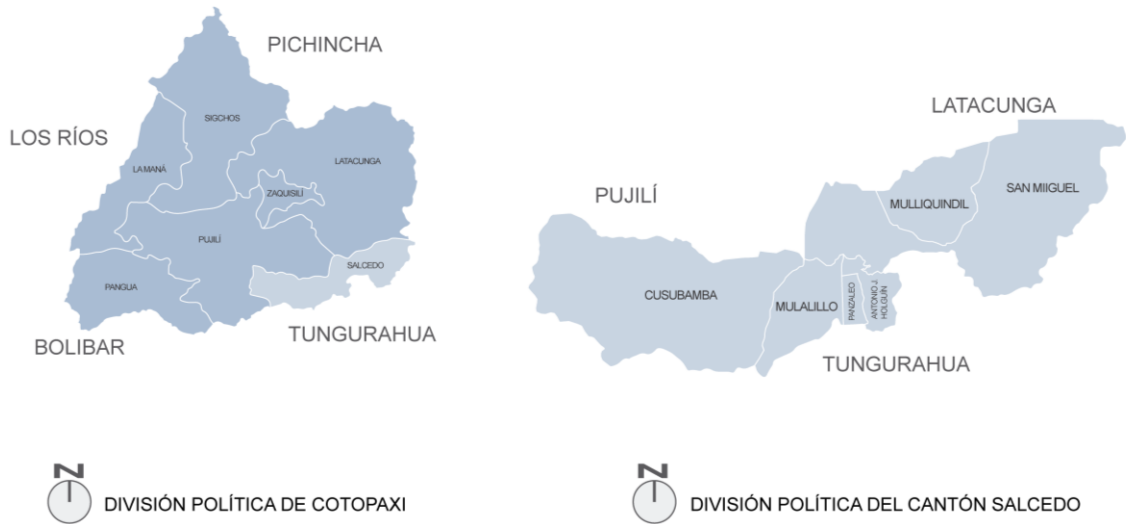 PICHINCHA
SIGCHOS
LOS RÍOS
LA MANÁ
LATACUNGA
ZAQUISILÍ
PUJILÍ
SALCEDO
PANGUA
TUNGURAHUA
BOLIBAR
N
DIVISIÓN POLÍTICA DE COTOPAXI
LATACUNGA
PUJILÍ
SAN MIIGUEL
MULLIQUINDIL
CUSUBAMBA
MULALILLO
PANZALEO
ANTONIO J.
HOLGUÍN
TUNGURAHUA
N
DIVISIÓN POLÍTICA DEL CANTÓN SALCEDO